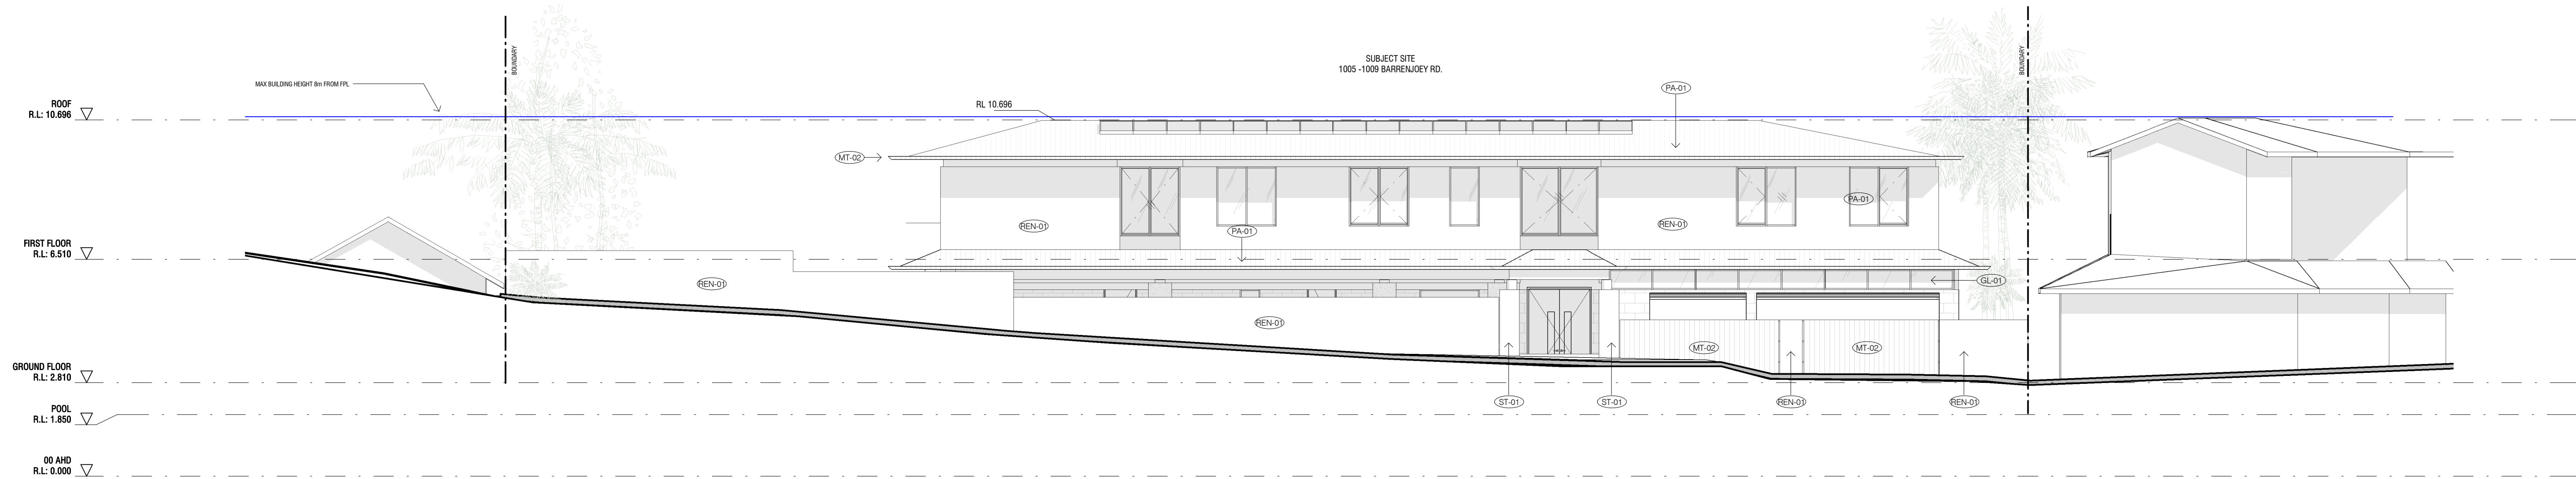 SUBJECT SITE
1005 -1009 BARRENJOEY RD.
BOUNDARY
BOUNDARY
MAX BUILDING HEIGHT 8m FROM FPL
PA-01
ROOF
R.L: 10.696
RL 10.696
MT-02
PA-01
REN-01
REN-01
PA-01
FIRST FLOOR
R.L: 6.510
REN-01
GL-01
REN-01
MT-02
MT-02
GROUND FLOOR
R.L: 2.810
ST-01
ST-01
REN-01
REN-01
POOL
R.L: 1.850
00 AHD
R.L: 0.000